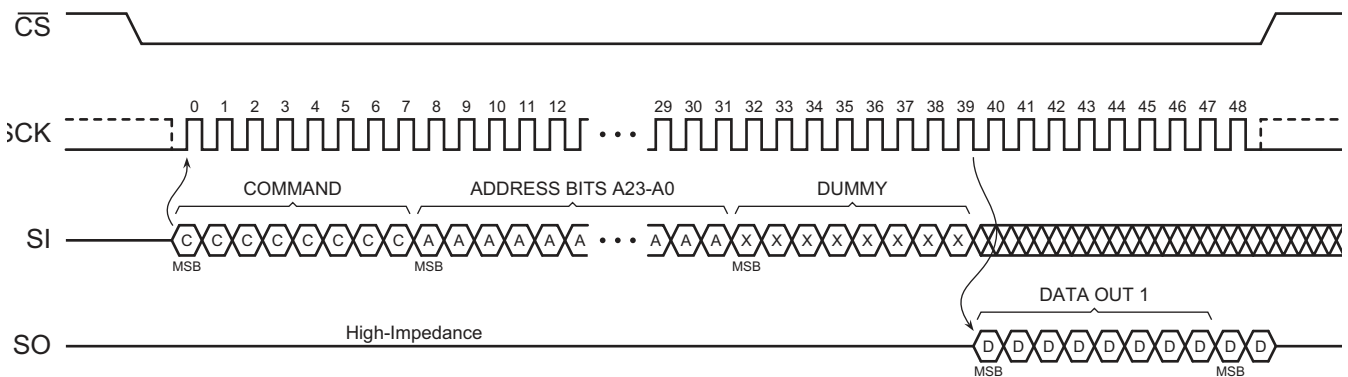 CS
0 1 2 3 4 5 6 7 8 9 10 11 12 29 30 31 32 33 34 35 36 37 38 39 40 41 42 43 44 45 46 47 48
SCK • • •
COMMAND ADDRESS BITS A23-A0 DUMMY
SI C C C C C C C C A A A A A A • • • A A A X X X X X X X X
MSB MSB MSB
DATA OUT 1
High-Impedance
SO D D D D D D D D D D
MSB MSB